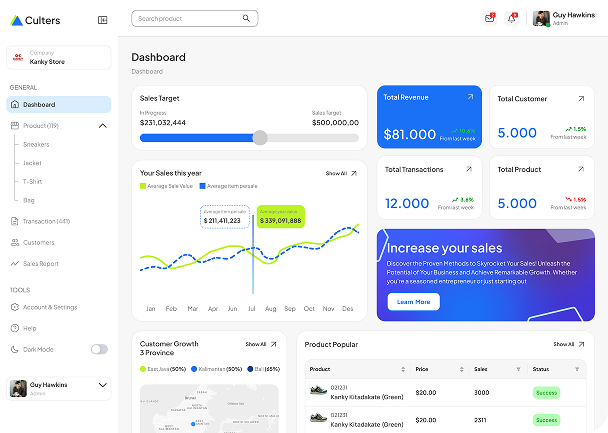 Culters
Search product
Guy Hawkins
Admin
Company
Kanky Store
GENERAL
Dashboard
Product (119)
Sneakers
Jacket
T-Shirt
Bag
Transaction (441)
Customers
Sales Report
TOOLS
Account & Settings
Help
Dark Mode
Guy Hawkins
Admin
Dashboard
Dashboard
Sales Target
In Progress
Sales Target
$231,032,444
$500,000,00
Total Revenue
$81.000
10.6%
From last week
Total Customer
5.000
1.5%
From last week
Total Transactions
12.000
3.6%
From last week
Total Product
5.000
1.5%
From last week
Your Sales this year
Show All
Average Sale Value
Average item persale
Average item persale
$ 211,411,223
$ 339,091,888
Jan Feb Mar Apr Jun Jul Aug Sep Oct Nov Des
Increase your sales
Discover the Proven Methods to Skyrocket Your Sales! Unleash the
Potential of Your Business and Achieve Remarkable Growth. Whether
you're a seasoned entrepreneur or just starting out
Learn More
Customer Growth
3 Province
Show All
East Java (50%) Kalimantan (50%) Bali (65%)
Product Popular
Show All
Product Price Sales Status
021231
Kanky Kitadakate (Green)
$20.00
3000
Success
021231
Kanky Kitadakate (Green)
$20.00
2311
Success